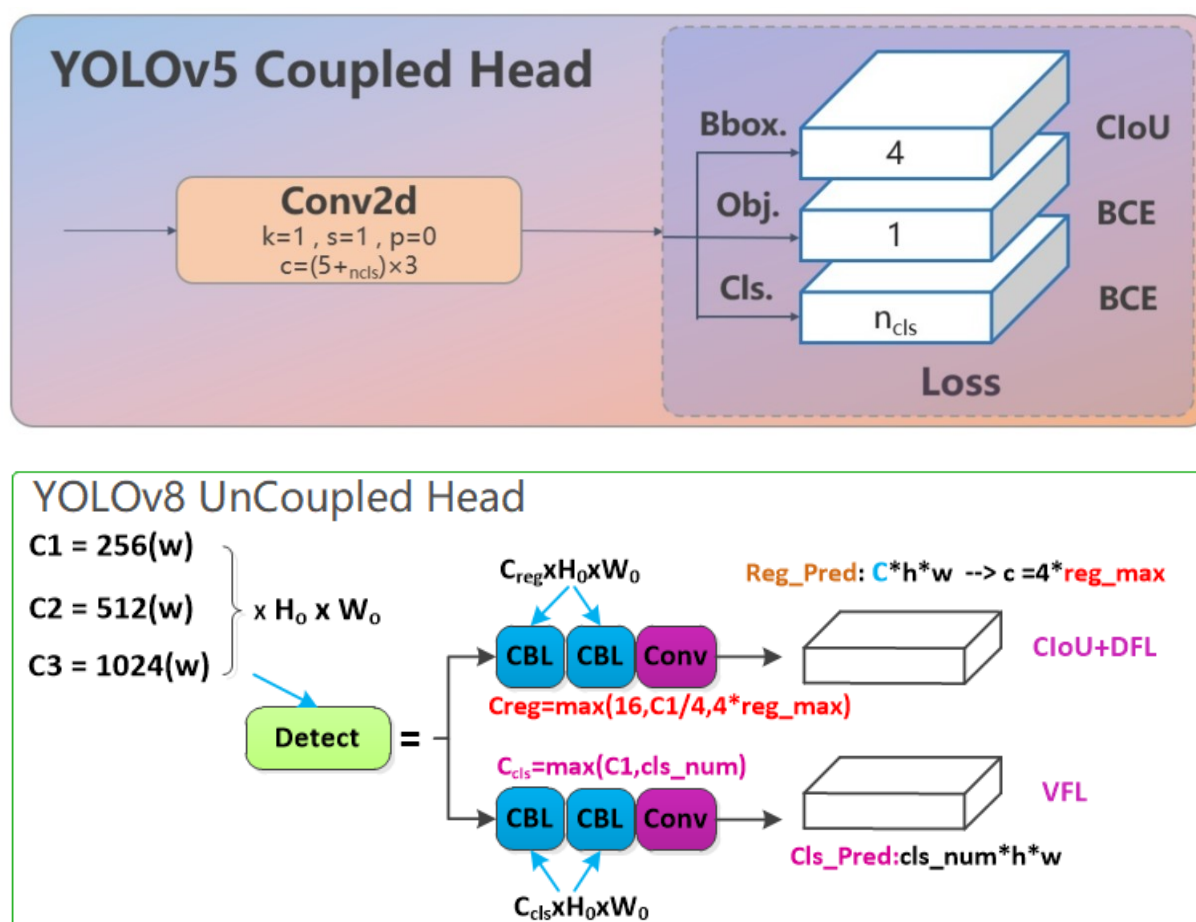 YOLOv5 Coupled Head
Conv2d
k=1 , s=1 , p=0
c=(5+ncls)×3
Bbox.
4
CIoU
Obj.
1
BCE
Cls.
ncls
BCE
Loss
YOLOv8 UnCoupled Head
C1 = 256(w)
C2 = 512(w)
C3 = 1024(w)
x H0 x W0
Detect
=
CregxH0xW0
CBL
CBL
Conv
Creg=max(16,C1/4,4*reg_max)
Reg_Pred: C*h*w --> c =4*reg_max
CIoU+DFL
Ccls=max(C1,cls_num)
CBL
CBL
Conv
CclsxH0xW0
VFL
Cls_Pred:cls_num*h*w